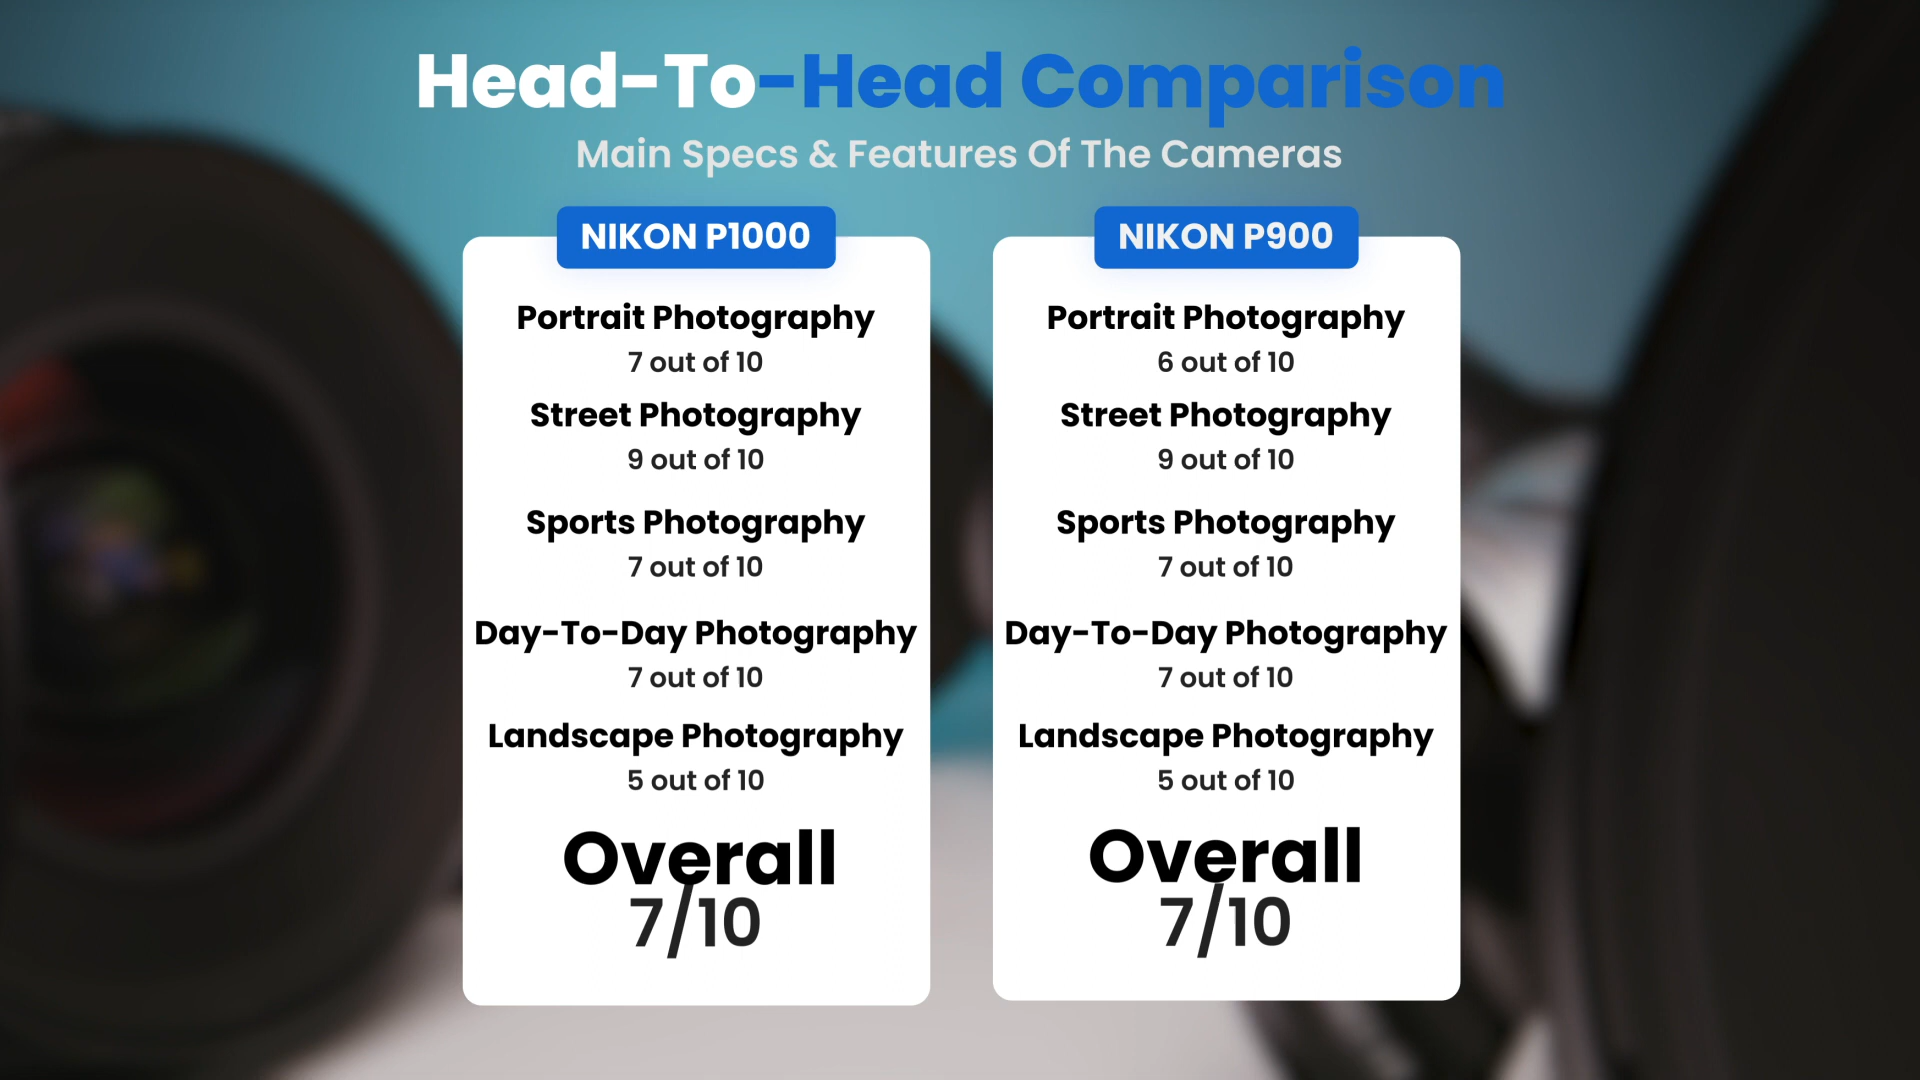 Head-To-Head Comparison
Main Specs & Features Of The Cameras
NIKON P1000
Portrait Photography
7 out of 10
Street Photography
9 out of 10
Sports Photography
7 out of 10
Day-To-Day Photography
7 out of 10
Landscape Photography
5 out of 10
Overall
7/10
NIKON P900
Portrait Photography
6 out of 10
Street Photography
9 out of 10
Sports Photography
7 out of 10
Day-To-Day Photography
7 out of 10
Landscape Photography
5 out of 10
Overall
7/10